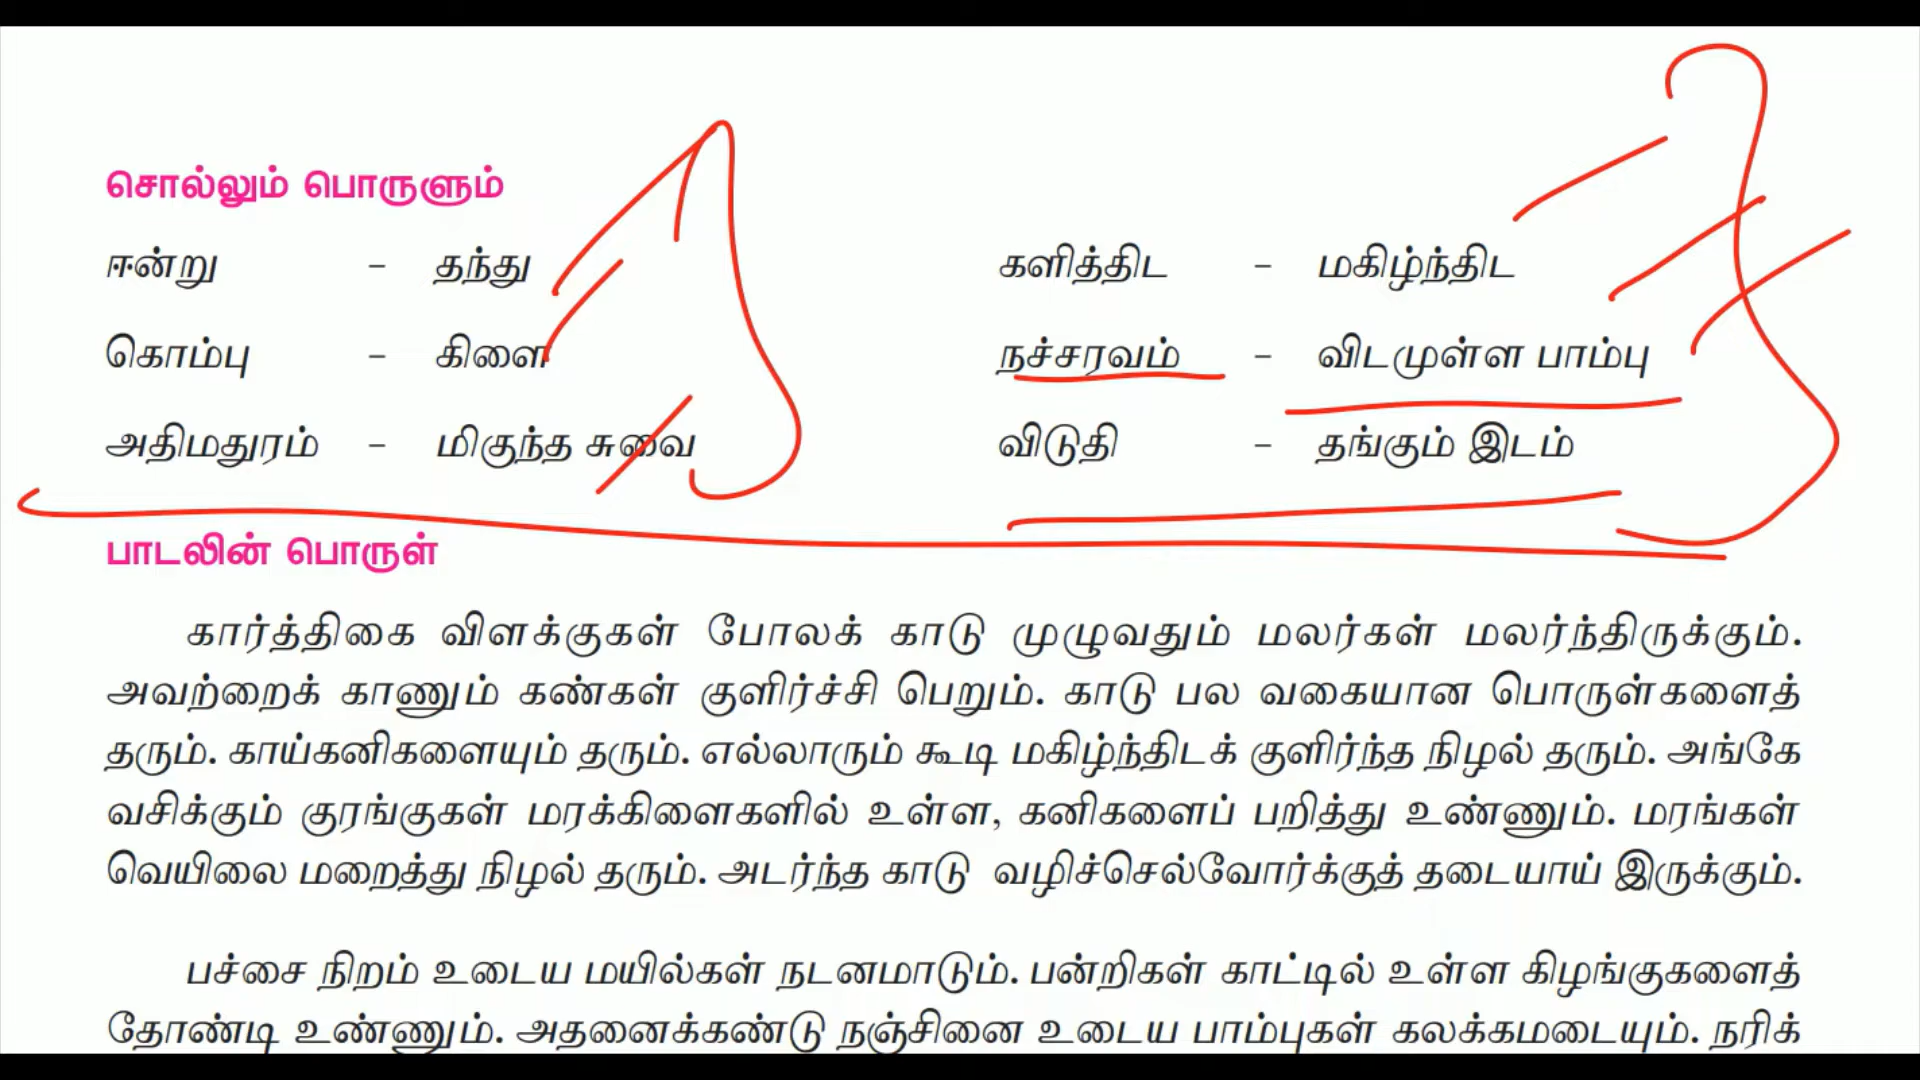 சொல்லும் பொருளும்
ஈன்று - தந்து களித்திட - மகிழ்ந்திட
கொம்பு - கிளை நச்சரவம் - விடமுள்ள பாம்பு
அதிமதுரம் - மிகுந்த சுவை விடுதி - தங்கும் இடம்
பாடலின் பொருள்
கார்த்திகை விளக்குகள் போலக் காடு முழுவதும் மலர்கள் மலர்ந்திருக்கும்.
அவற்றைக் காணும் கண்கள் குளிர்ச்சி பெறும். காடு பல வகையான பொருள்களைத்
தரும். காய்கனிகளையும் தரும். எல்லாரும் கூடி மகிழ்ந்திடக் குளிர்ந்த நிழல் தரும். அங்கே
வசிக்கும் குரங்குகள் மரக்கிளைகளில் உள்ள, கனிகளைப் பறித்து உண்ணும். மரங்கள்
வெயிலை மறைத்து நிழல் தரும். அடர்ந்த காடு வழிச்செல்வோர்க்குத் தடையாய் இருக்கும்.
பச்சை நிறம் உடைய மயில்கள் நடனமாடும். பன்றிகள் காட்டில் உள்ள கிழங்குகளைத்
தோண்டி உண்ணும். அதனைக்கண்டு நஞ்சினை உடைய பாம்புகள் கலக்கமடையும். நரிக்